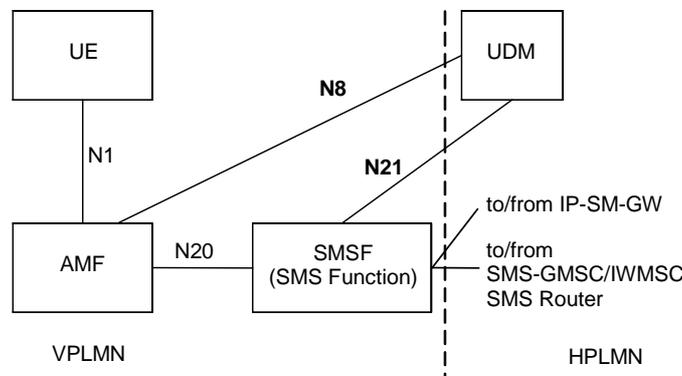 UE
UDM
N8
N1
N21
to/from IP-SM-GW
AMF
N20
SMSF
(SMS Function)
to/from
SMS-GMSC/IWMSC
SMS Router
VPLMN
HPLMN